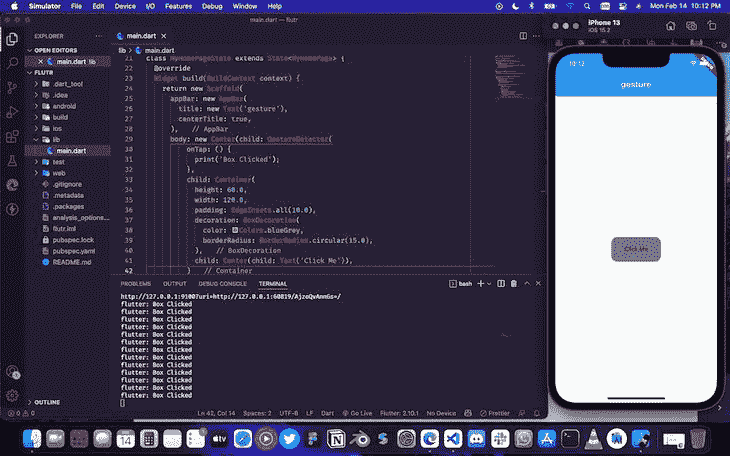 Simulator File Edit Device I/O Features Debug Window Help
Mon Feb 14 10:12 PM
flutr
EXPLORER
OPEN EDITORS
main.dart lib
FLUTR
.dart_tool
.idea
android
build
ios
lib
main.dart
test
web
.gitignore
.metadata
.packages
analysis_options...
flutr.iml
pubspec.lock
pubspec.yaml
README.md
OUTLINE
main.dart
lib > main.dart
21 class MyHomePageState extends State<MyHomePage> {
22 @override
23 Widget build(BuildContext context) {
24 return new Scaffold(
25 appBar: new AppBar(
26 title: new Text('gesture'),
27 centerTitle: true,
28 ), // AppBar
29 body: new Center(child: GestureDetector(
30 onTap: () {
31 print('Box Clicked');
32 },
33 child: Container(
34 height: 60.0,
35 width: 120.0,
36 padding: EdgeInsets.all(10.0),
37 decoration: BoxDecoration(
38 color: Colors.blueGrey,
39 borderRadius: BorderRadius.circular(15.0),
40 ), // BoxDecoration
41 child: Center(child: Text('Click Me')),
42 ) // Container
PROBLEMS OUTPUT DEBUG CONSOLE TERMINAL
bash
http://127.0.0.1:9100?uri=http://127.0.0.1:60819/AjzoQvAnnGs=/
flutter: Box Clicked
flutter: Box Clicked
flutter: Box Clicked
flutter: Box Clicked
flutter: Box Clicked
flutter: Box Clicked
flutter: Box Clicked
flutter: Box Clicked
flutter: Box Clicked
flutter: Box Clicked
flutter: Box Clicked
flutter: Box Clicked
flutter: Box Clicked
Ln 42, Col 14 Spaces: 2 UTF-8 LF Dart Go Live Flutter: 2.10.1 No Device Prettier
iPhone 13
iOS 15.2
10:12
gesture
Click Me